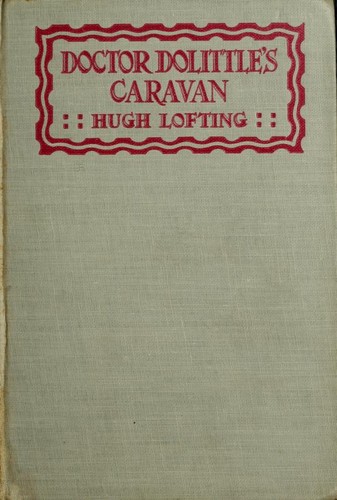 DOCTOR DOLITTLE'S
CARAVAN
:: HUGH LOFTING ::